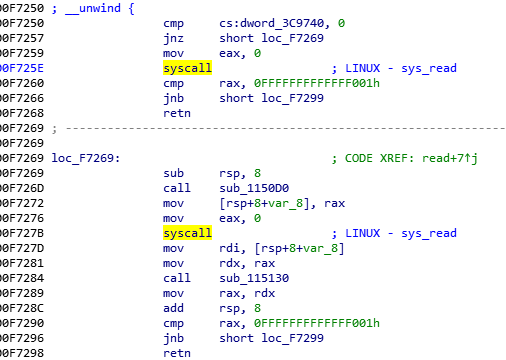 00F7250 ; __unwind {
00F7250 cmp cs:dword_3C9740, 0
00F7257 jnz short loc_F7269
00F7259 mov eax, 0
00F725E syscall ; LINUX - sys_read
00F7260 cmp rax, 0FFFFFFFFFFFFF001h
00F7266 jnb short loc_F7299
00F7268 retn
00F7269 ; ---------------------------------------------------------------
00F7269
00F7269 loc_F7269: ; CODE XREF: read+7↑j
00F7269 sub rsp, 8
00F726D call sub_1150D0
00F7272 mov [rsp+8+var_8], rax
00F7276 mov eax, 0
00F727B syscall ; LINUX - sys_read
00F727D mov rdi, [rsp+8+var_8]
00F7281 mov rdx, rax
00F7284 call sub_115130
00F7289 mov rax, rdx
00F728C add rsp, 8
00F7290 cmp rax, 0FFFFFFFFFFFFF001h
00F7296 jnb short loc_F7299
00F7298 retn